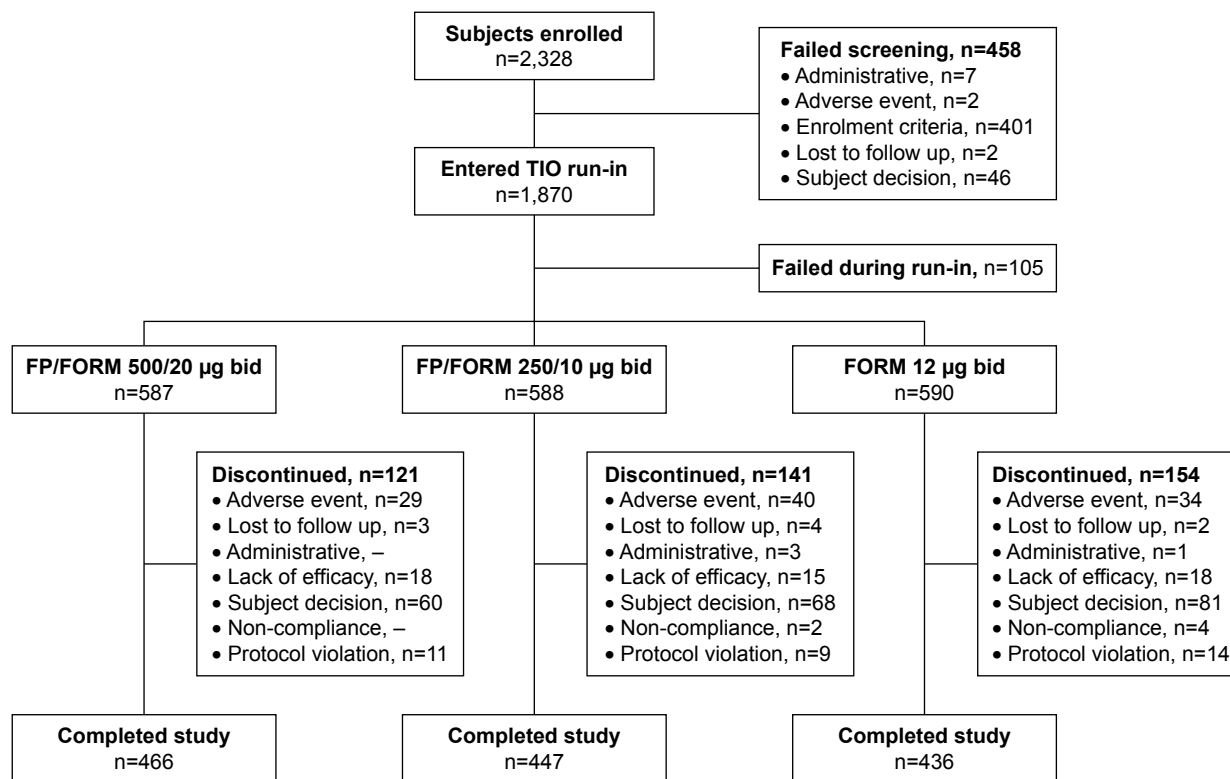 Subjects enrolled
n=2,328
Failed screening, n=458
• Administrative, n=7
• Adverse event, n=2
• Enrolment criteria, n=401
• Lost to follow up, n=2
• Subject decision, n=46
Entered TIO run-in
n=1,870
Failed during run-in, n=105
FP/FORM 500/20 µg bid
n=587
FP/FORM 250/10 µg bid
n=588
FORM 12 µg bid
n=590
Discontinued, n=121
• Adverse event, n=29
• Lost to follow up, n=3
• Administrative, –
• Lack of efficacy, n=18
• Subject decision, n=60
• Non-compliance, –
• Protocol violation, n=11
Discontinued, n=141
• Adverse event, n=40
• Lost to follow up, n=4
• Administrative, n=3
• Lack of efficacy, n=15
• Subject decision, n=68
• Non-compliance, n=2
• Protocol violation, n=9
Discontinued, n=154
• Adverse event, n=34
• Lost to follow up, n=2
• Administrative, n=1
• Lack of efficacy, n=18
• Subject decision, n=81
• Non-compliance, n=4
• Protocol violation, n=14
Completed study
n=466
Completed study
n=447
Completed study
n=436